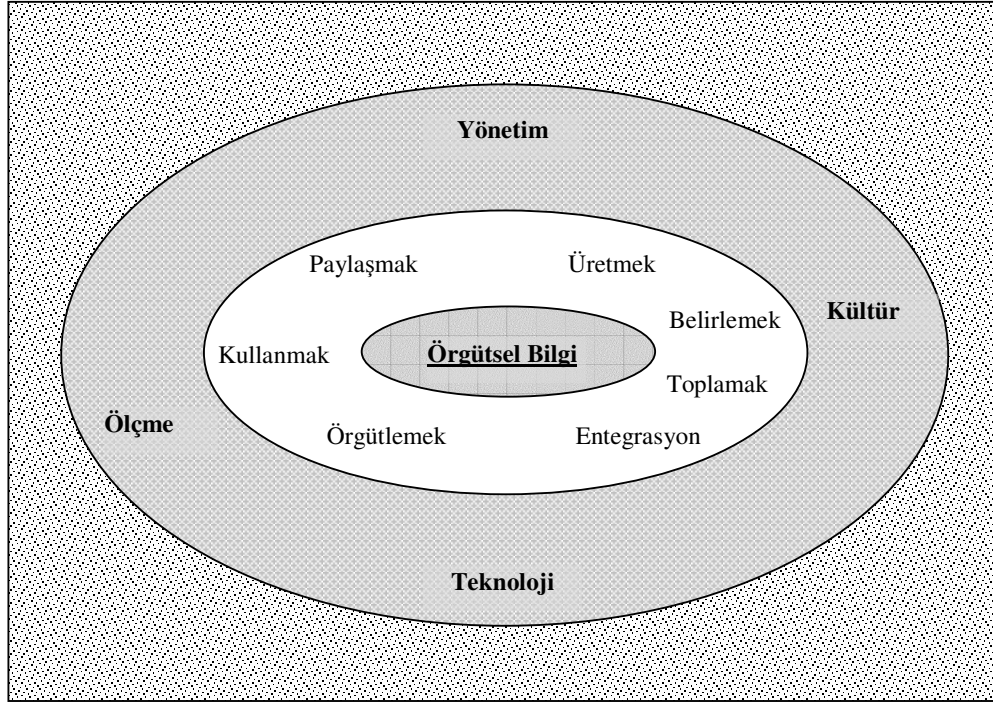 Yönetim
Paylaşmak
Üretmek
Kültür
Belirlemek
Kullanmak
Örgütsel Bilgi
Toplamak
Ölçme
Örgütlemek
Entegrasyon
Teknoloji